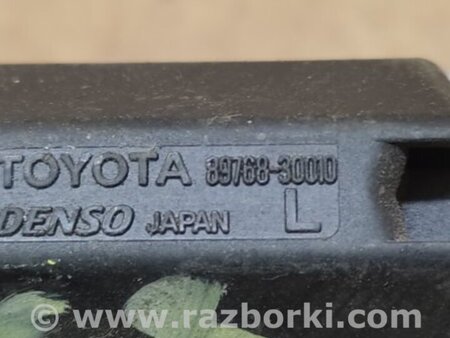 TOYOTA 89768-30010
DENSO JAPAN L
www.razborki.com